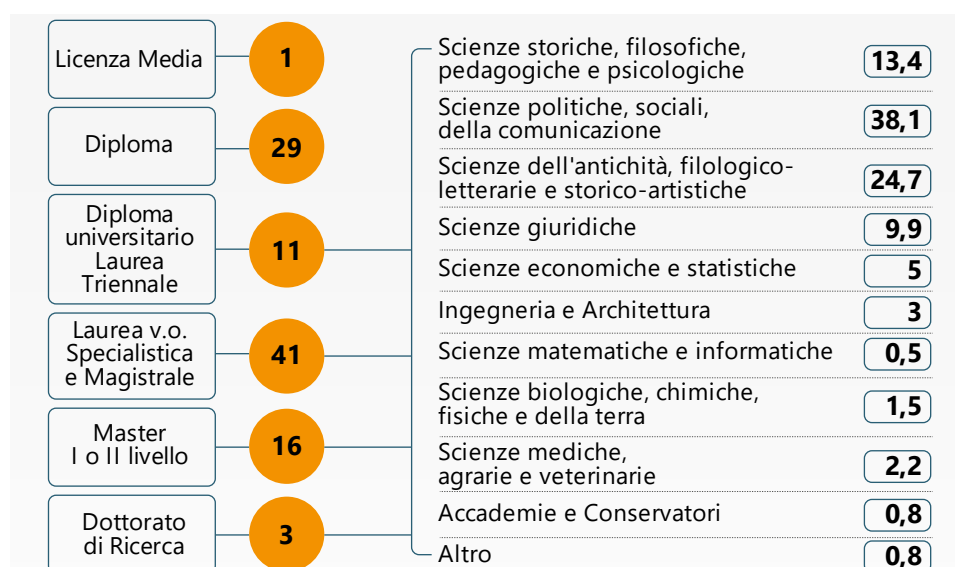 Licenza Media
1
Diploma
29
Diploma
universitario
Laurea
Triennale
11
Laurea v.o.
Specialistica
e Magistrale
41
Master
I o II livello
16
Dottorato
di Ricerca
3
Scienze storiche, filosofiche,
pedagogiche e psicologiche
13,4
Scienze politiche, sociali,
della comunicazione
38,1
Scienze dell'antichità, filologico-
letterarie e storico-artistiche
24,7
Scienze giuridiche
9,9
Scienze economiche e statistiche
5
Ingegneria e Architettura
3
Scienze matematiche e informatiche
0,5
Scienze biologiche, chimiche,
fisiche e della terra
1,5
Scienze mediche,
agrarie e veterinarie
2,2
Accademie e Conservatori
0,8
Altro
0,8